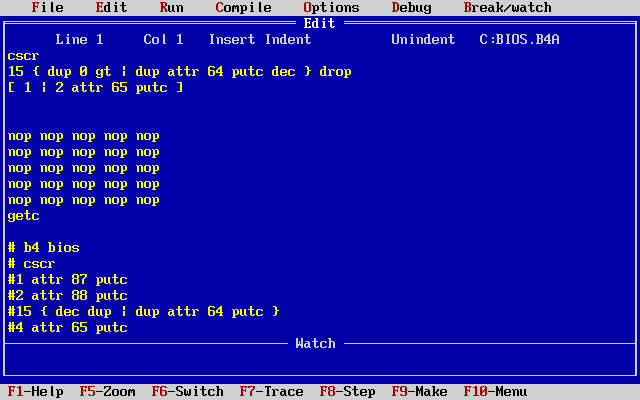 File Edit Run Compile Options Debug Break/watch
Edit
Line 1 Col 1 Insert Indent Unindent C:BIOS.B4A
cscr
15 { dup 0 gt | dup attr 64 putc dec } drop
[ 1 | 2 attr 65 putc ]
nop nop nop nop nop
nop nop nop nop nop
nop nop nop nop nop
nop nop nop nop nop
nop nop nop nop nop
getc
# b4 bios
# cscr
#1 attr 87 putc
#2 attr 88 putc
#15 { dec dup | dup attr 64 putc }
#4 attr 65 putc
Watch
F1-Help F5-Zoom F6-Switch F7-Trace F8-Step F9-Make F10-Menu